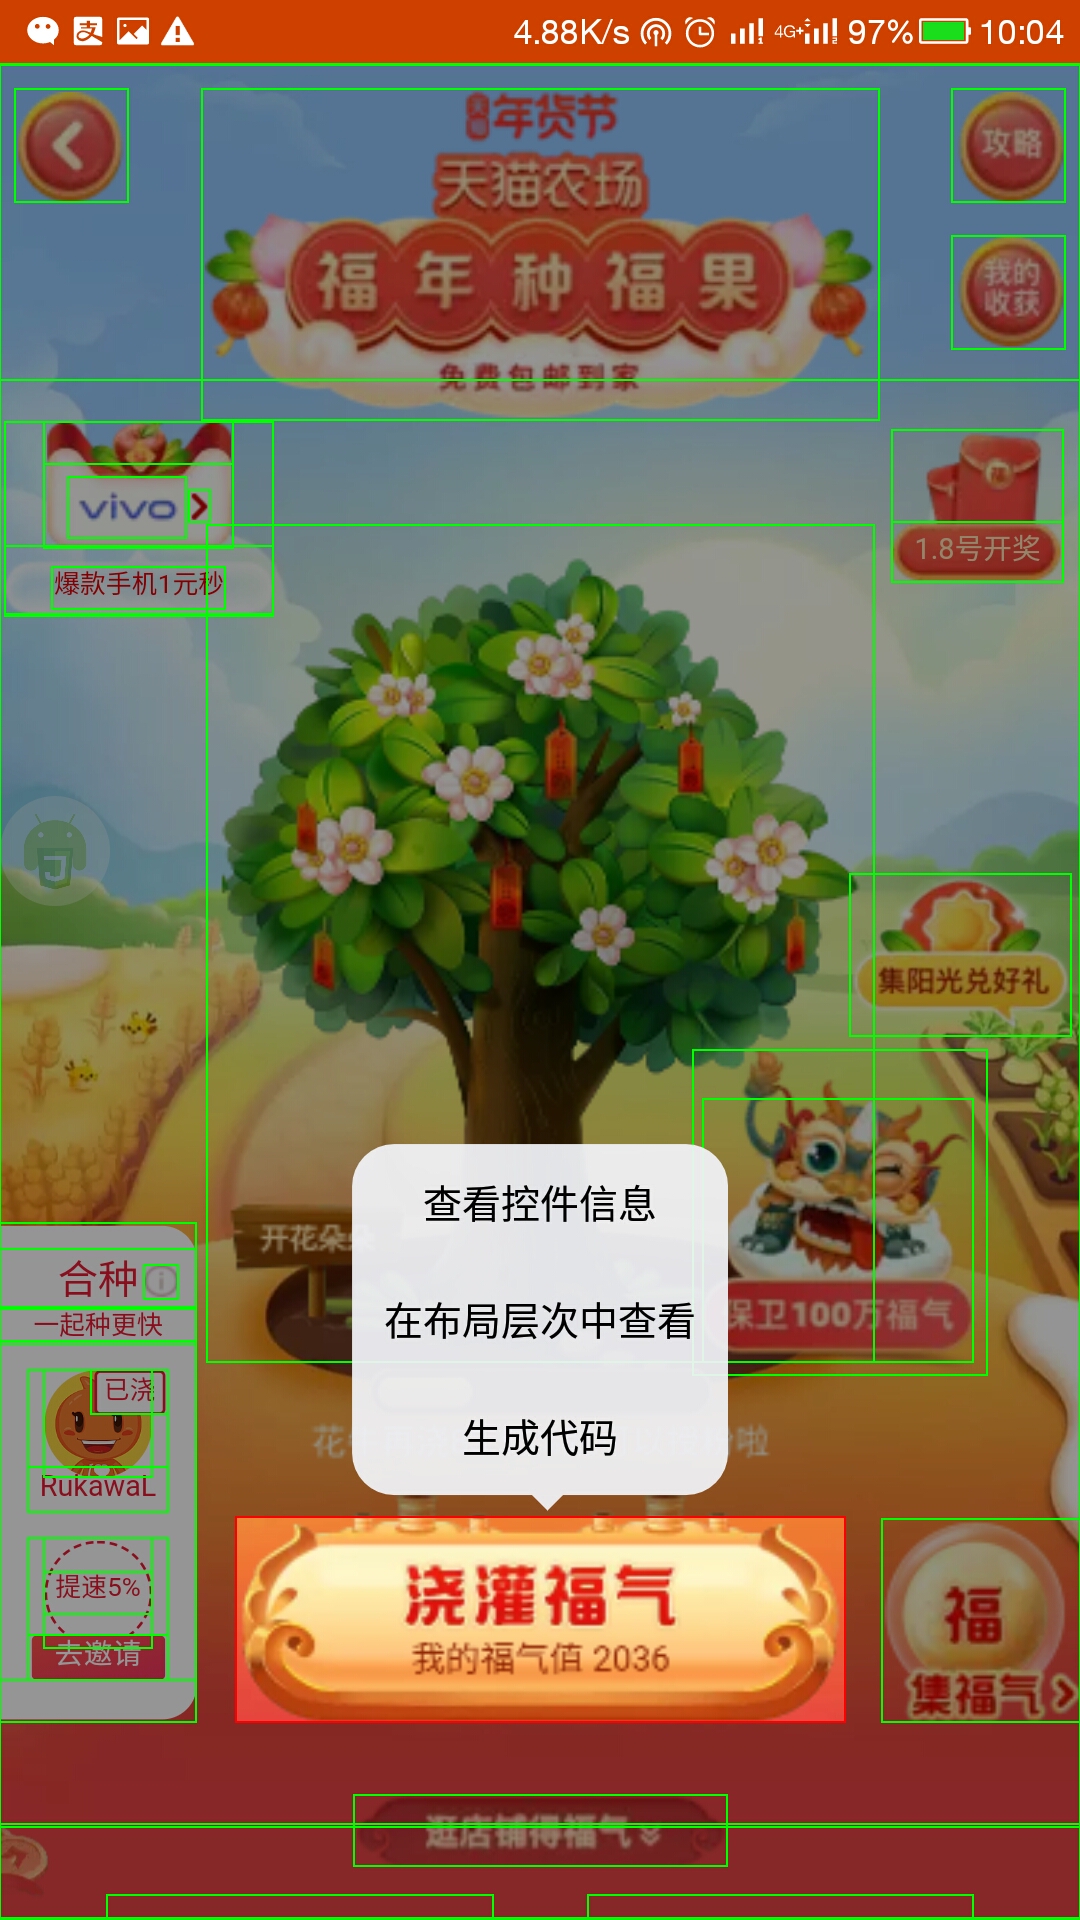 4.88K/s 4G+ 97% 10:04
年货节
天猫农场
攻略
福年种福果
我的
收获
免费包邮到家
vivo
1.8号开奖
爆款手机1元秒
集阳光兑好礼
查看控件信息
开花朵朵
合种
一起种更快
在布局层次中查看
保卫100万福气
已浇
生成代码
RukawaL
浇灌福气
提速5%
我的福气值 2036
福
去邀请
集福气
逛店铺得福气